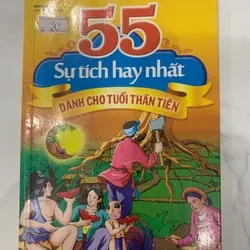 55
Sự tích hay nhất
DÀNH CHO TUỔI THẦN TIÊN